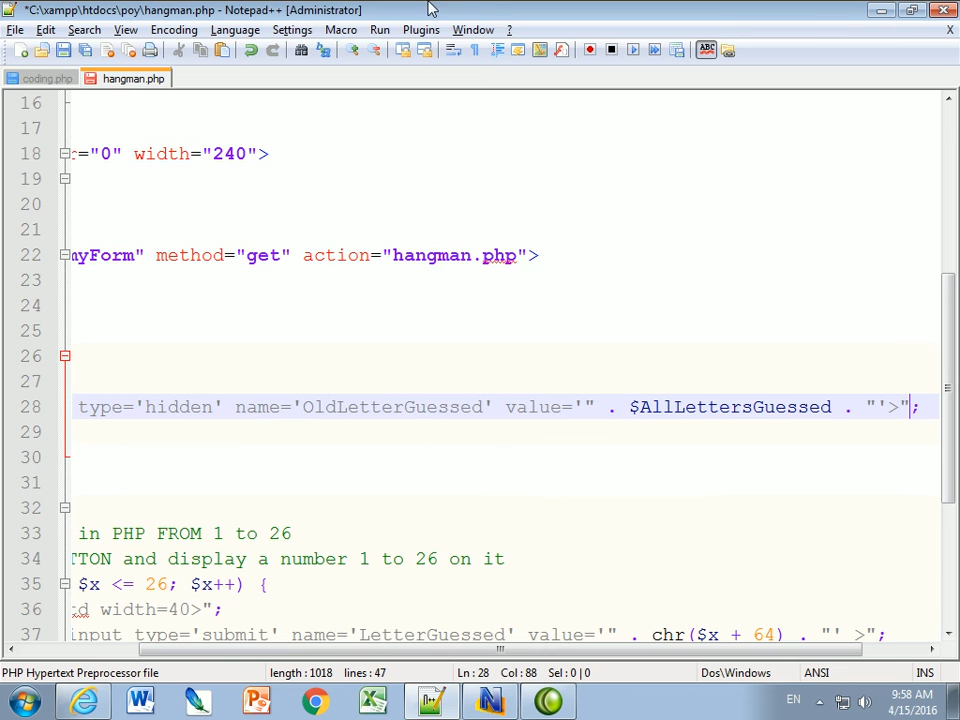 *C:\xampp\htdocs\poy\hangman.php - Notepad++ [Administrator]
File Edit Search View Encoding Language Settings Macro Run Plugins Window ? X
coding.php hangman.php
16
17
18 r="0" width="240">
19
20
21
22 myForm" method="get" action="hangman.php">
23
24
25
26
27
28 type='hidden' name='OldLetterGuessed' value='" . $AllLettersGuessed . "'>";
29
30
31
32
33 in PHP FROM 1 to 26
34 TTON and display a number 1 to 26 on it
35 $x <= 26; $x++) {
36 td width=40>";
37 input type='submit' name='LetterGuessed' value='" . chr($x + 64) . "' >";
PHP Hypertext Preprocessor file length : 1018 lines : 47 Ln : 28 Col : 88 Sel : 0 | 0 Dos\Windows ANSI INS
EN 9:58 AM
4/15/2016